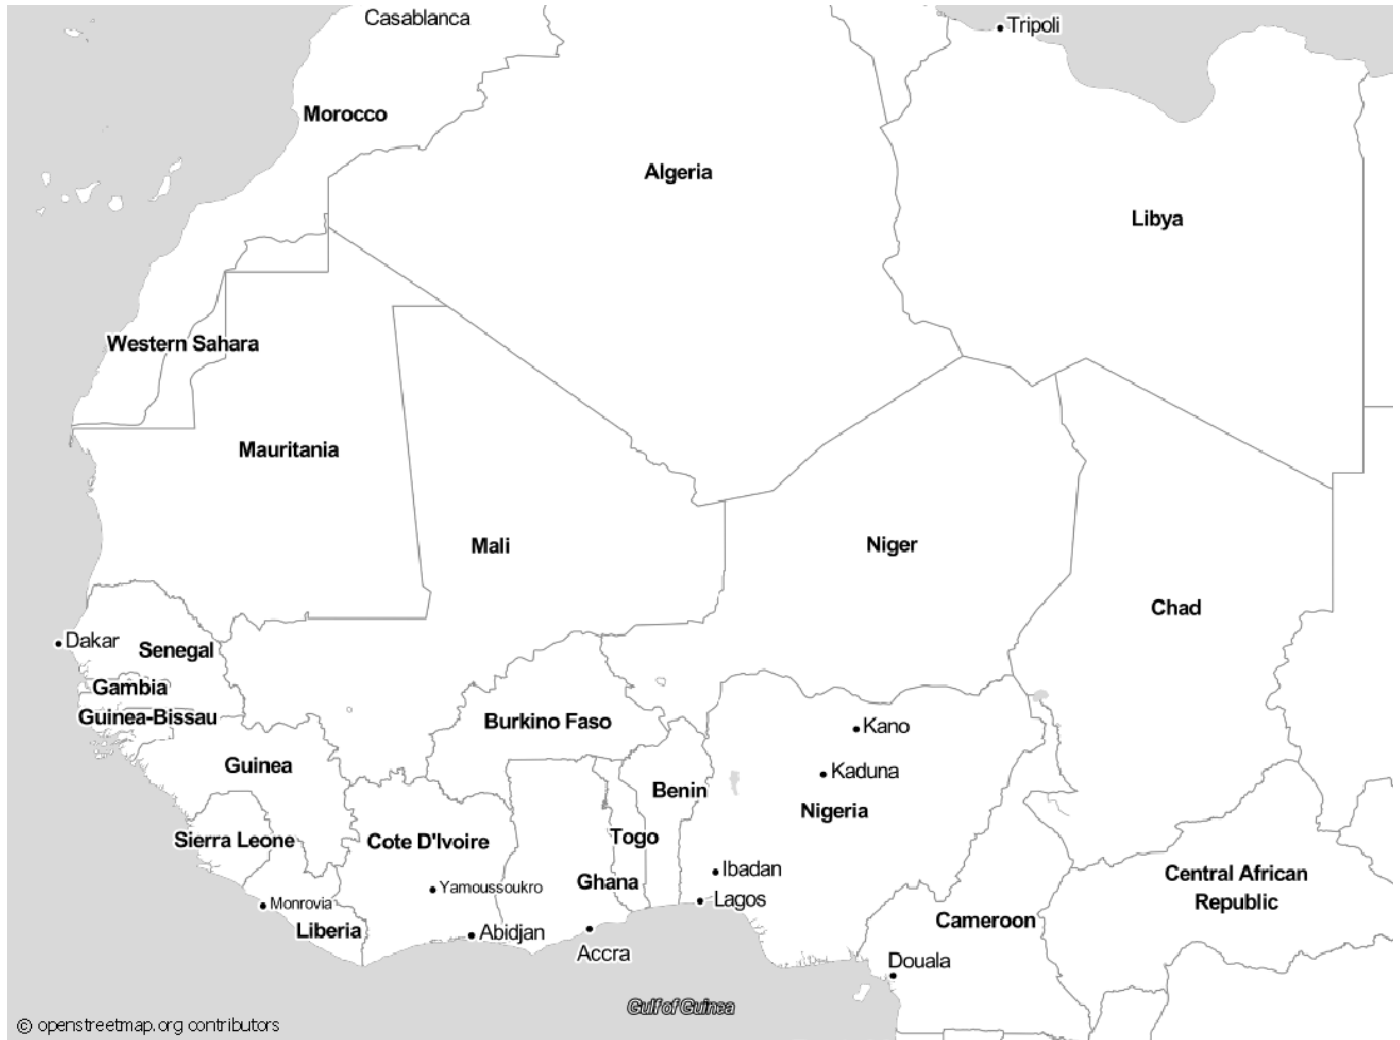 Casablanca
Tripoli
Morocco
Algeria
Libya
Western Sahara
Mauritania
Mali
Niger
Chad
Dakar
Senegal
Gambia
Guinea-Bissau
Burkino Faso
Kano
Guinea
Kaduna
Benin
Nigeria
Sierra Leone
Cote D'Ivoire
Togo
Ibadan
Central African
Republic
Ghana
Yamoussoukro
Lagos
Monrovia
Cameroon
Liberia
Abidjan
Accra
Douala
Gulf of Guinea
© openstreetmap.org contributors